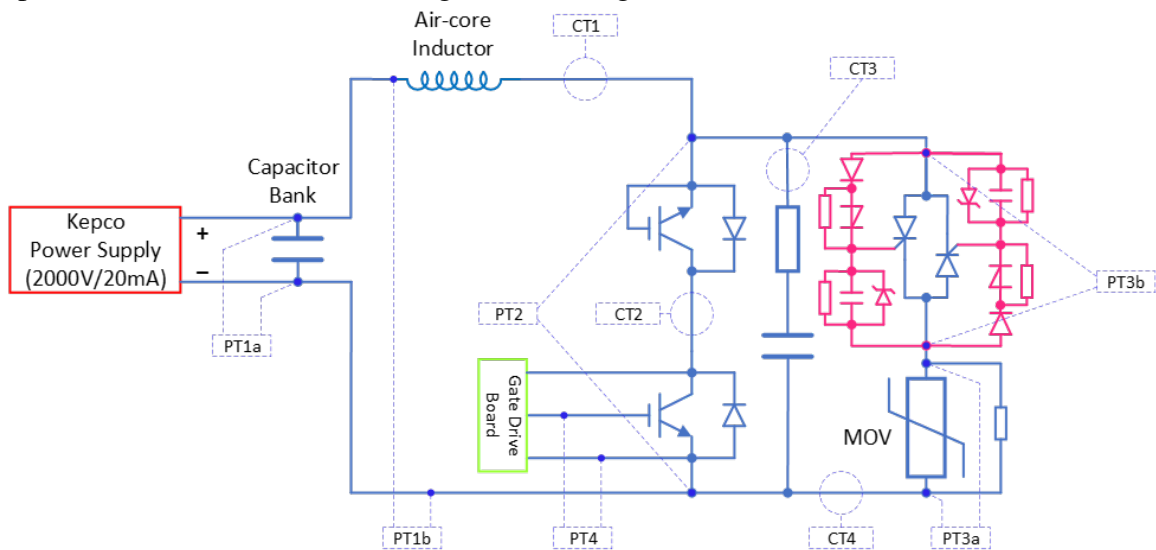 Air-core
Inductor
CT1
CT3
Capacitor
Bank
Kepco
Power Supply
(2000V/20mA)
+
−
PT1a
PT2
CT2
PT3b
Gate Drive
Board
MOV
PT1b
PT4
CT4
PT3a